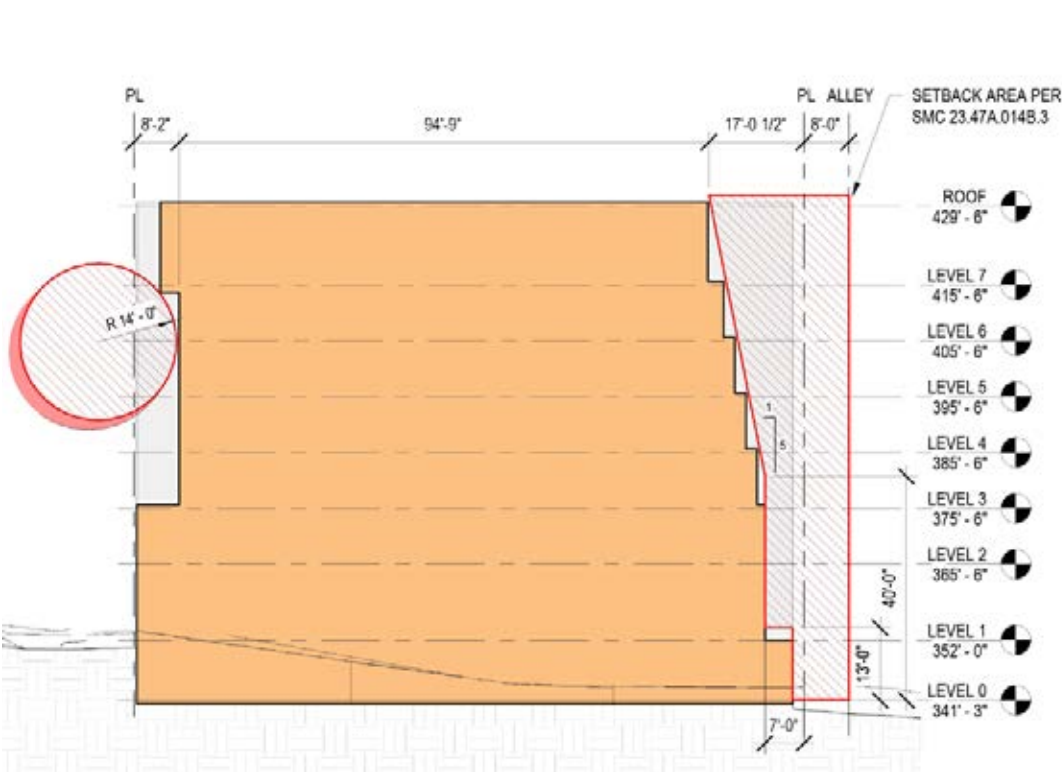 PL
PL ALLEY
SETBACK AREA PER
SMC 23.47A.014B.3
8'-2"
94'-9"
17'-0 1/2"
8'-0"
ROOF
429' - 6"
LEVEL 7
415' - 6"
R 14' - 0"
LEVEL 6
405' - 6"
LEVEL 5
395' - 6"
1
5
LEVEL 4
385' - 6"
LEVEL 3
375' - 6"
LEVEL 2
365' - 6"
40'-0"
LEVEL 1
352' - 0"
13'-0"
LEVEL 0
341' - 3"
7'-0"